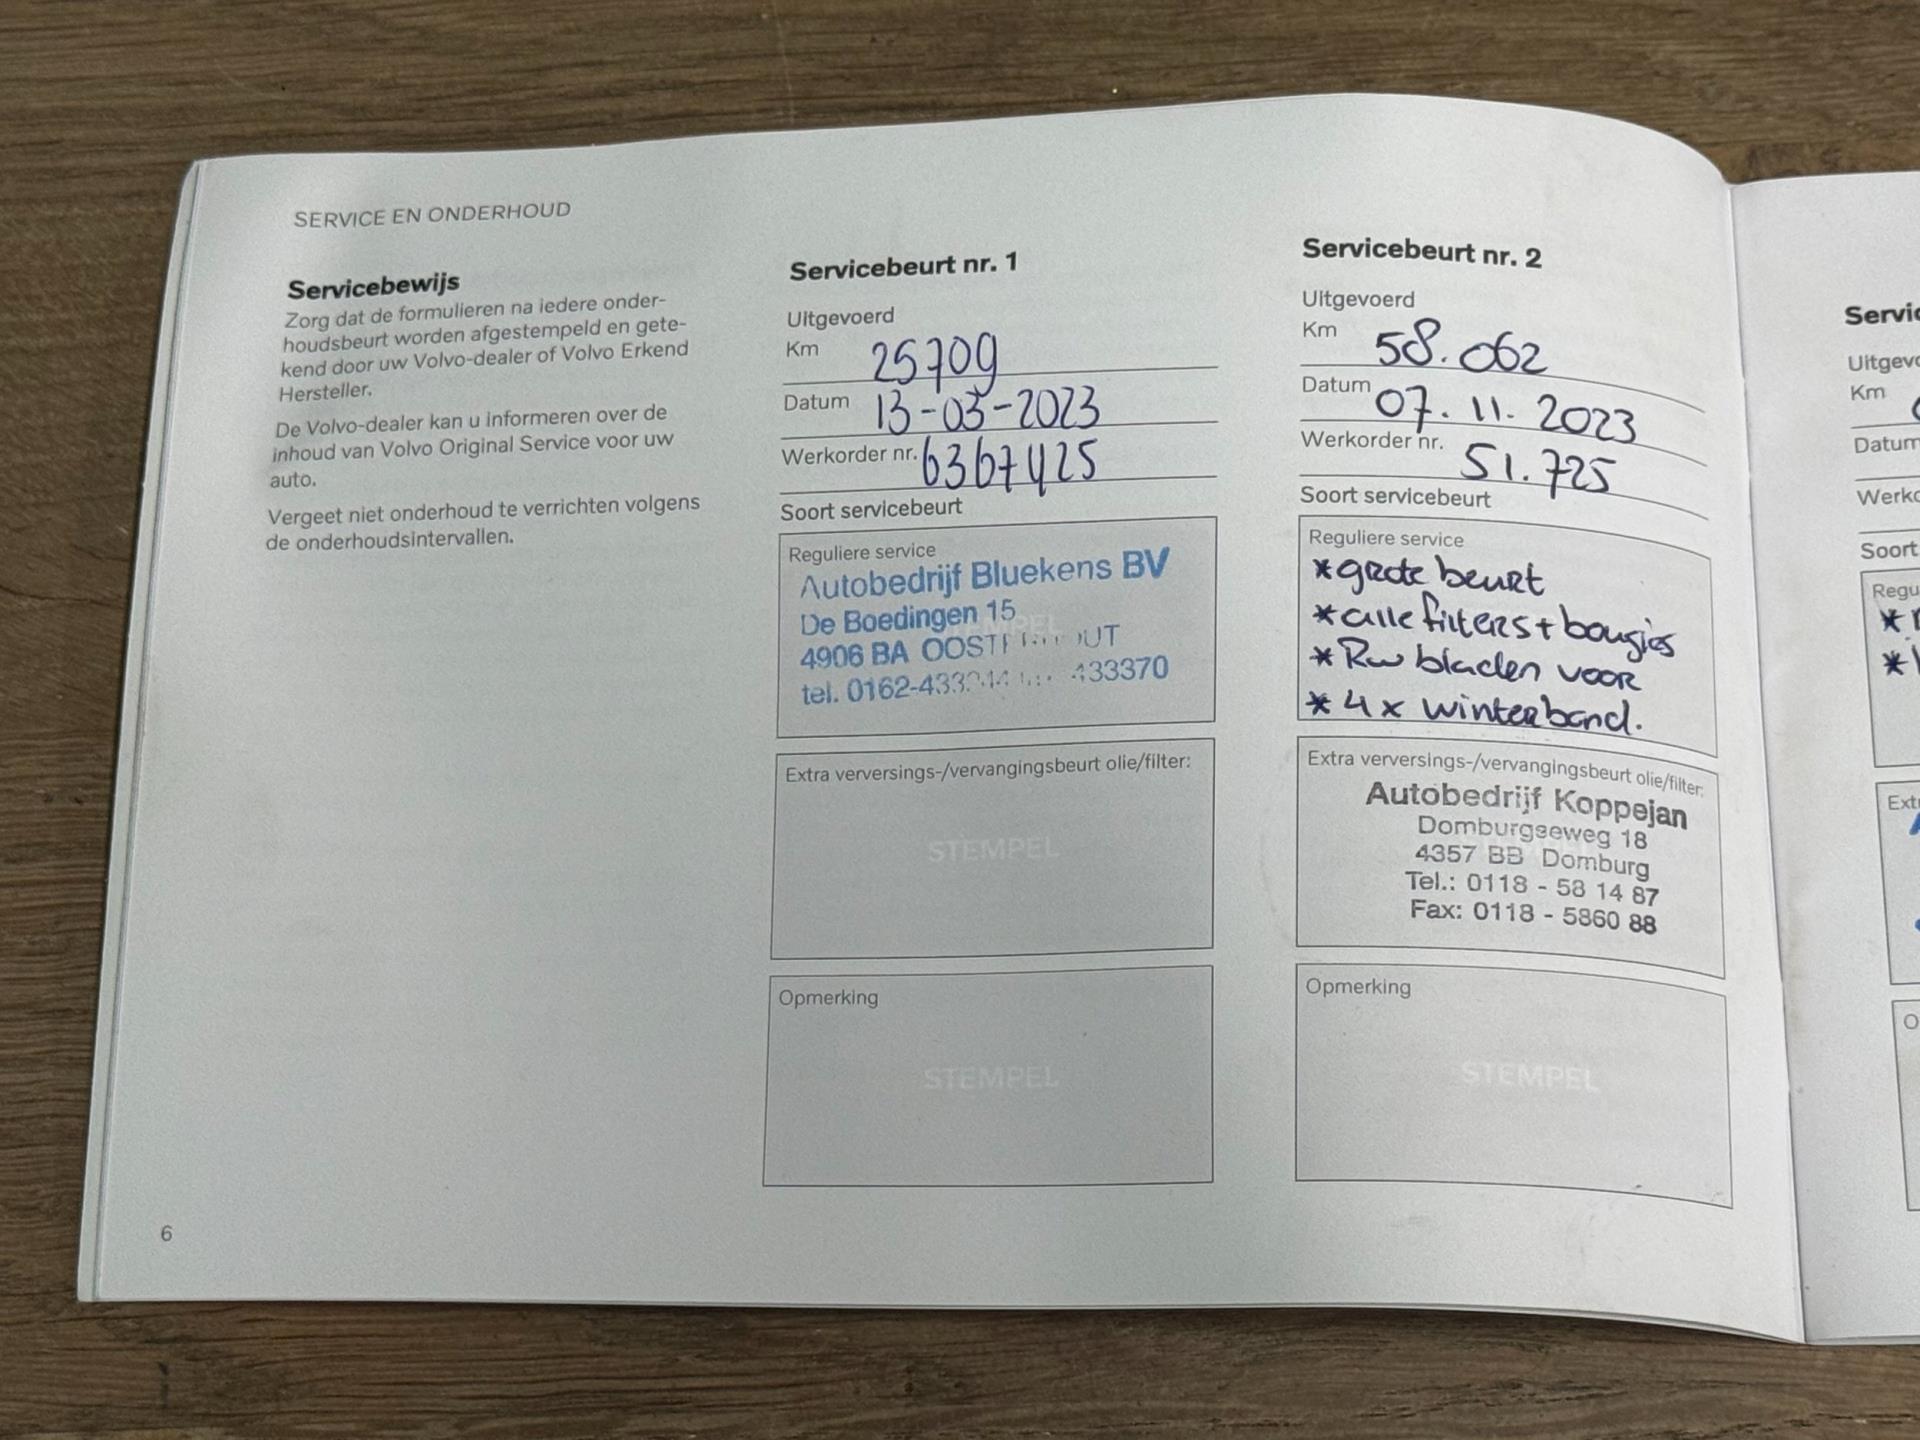 SERVICE EN ONDERHOUD
Servicebewijs
Zorg dat de formulieren na iedere onder-
houdsbeurt worden afgestempeld en gete-
kend door uw Volvo-dealer of Volvo Erkend
Hersteller.
De Volvo-dealer kan u informeren over de
inhoud van Volvo Original Service voor uw
auto.
Vergeet niet onderhoud te verrichten volgens
de onderhoudsintervallen.
6
Servicebeurt nr. 1
Uitgevoerd
Km 25709
Datum 13-03-2023
Werkorder nr. 6367425
Soort servicebeurt
Reguliere service
Autobedrijf Bluekens BV
De Boedingen 15
4906 BA
tel. 433370
Extra verversings-/vervangingsbeurt olie/filter:
STEMPEL
Opmerking
STEMPEL
Servicebeurt nr. 2
Uitgevoerd
Km 58.062
Datum 07.11.2023
Werkorder nr. 51.725
Soort servicebeurt
Reguliere service
* grote beurt
* alle filters + bougies
* Rw bladen voor
* 4x winterband.
Extra verversings-/vervangingsbeurt olie/filter:
Autobedrijf Koppejan
Domburgseweg 18
4357 BB Domburg
Tel.: 0118 - 58 14 87
Fax: 0118 - 5860 88
Opmerking
STEMPEL
Km
Datum